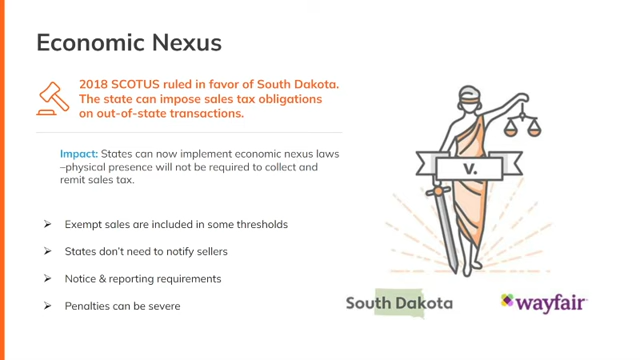 Economic Nexus
2018 SCOTUS ruled in favor of South Dakota.
The state can impose sales tax obligations
on out-of-state transactions.
Impact: States can now implement economic nexus laws
–physical presence will not be required to collect and
remit sales tax.
Exempt sales are included in some thresholds
States don't need to notify sellers
Notice & reporting requirements
Penalties can be severe
V.
South Dakota
wayfair